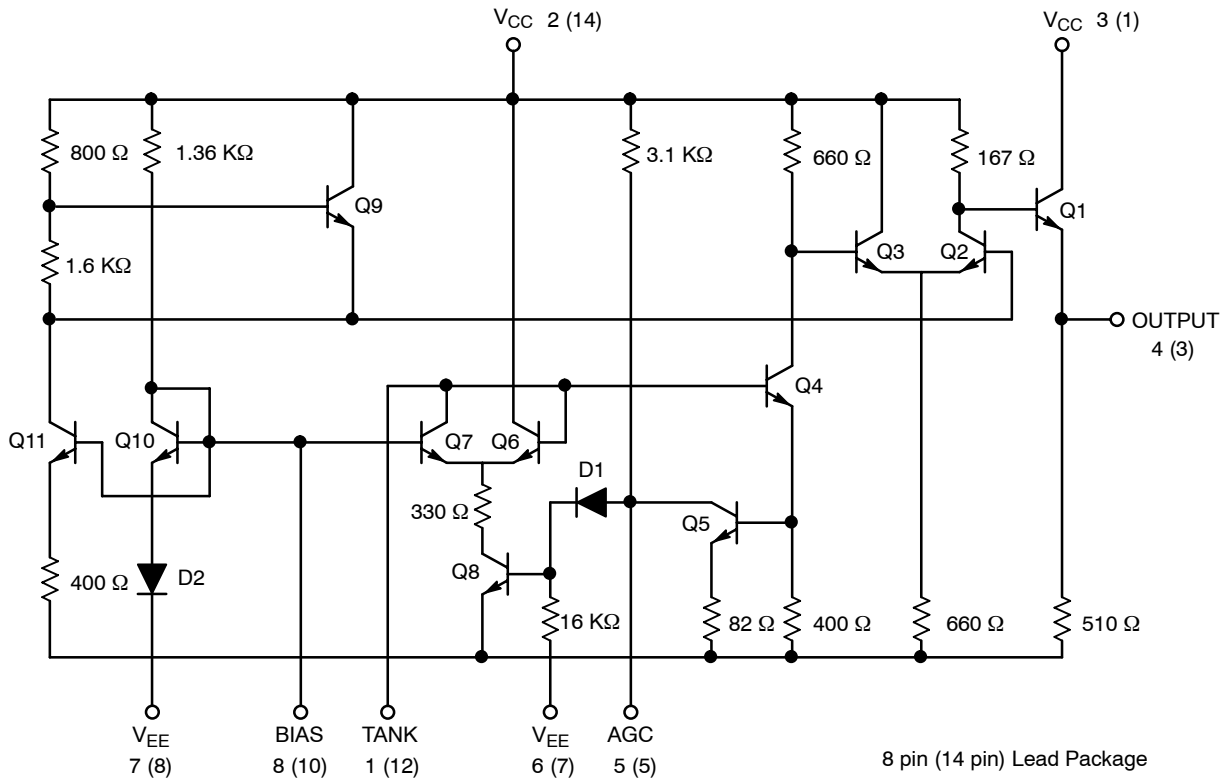 VCC 2 (14)
VCC 3 (1)
800 Ω
1.36 KΩ
3.1 KΩ
660 Ω
167 Ω
Q9
Q1
1.6 KΩ
Q3
Q2
OUTPUT
4 (3)
Q4
Q11
Q10
Q7
Q6
D1
330 Ω
Q5
Q8
400 Ω
D2
16 KΩ
82 Ω
400 Ω
660 Ω
510 Ω
VEE
7 (8)
BIAS
8 (10)
TANK
1 (12)
VEE
6 (7)
AGC
5 (5)
8 pin (14 pin) Lead Package